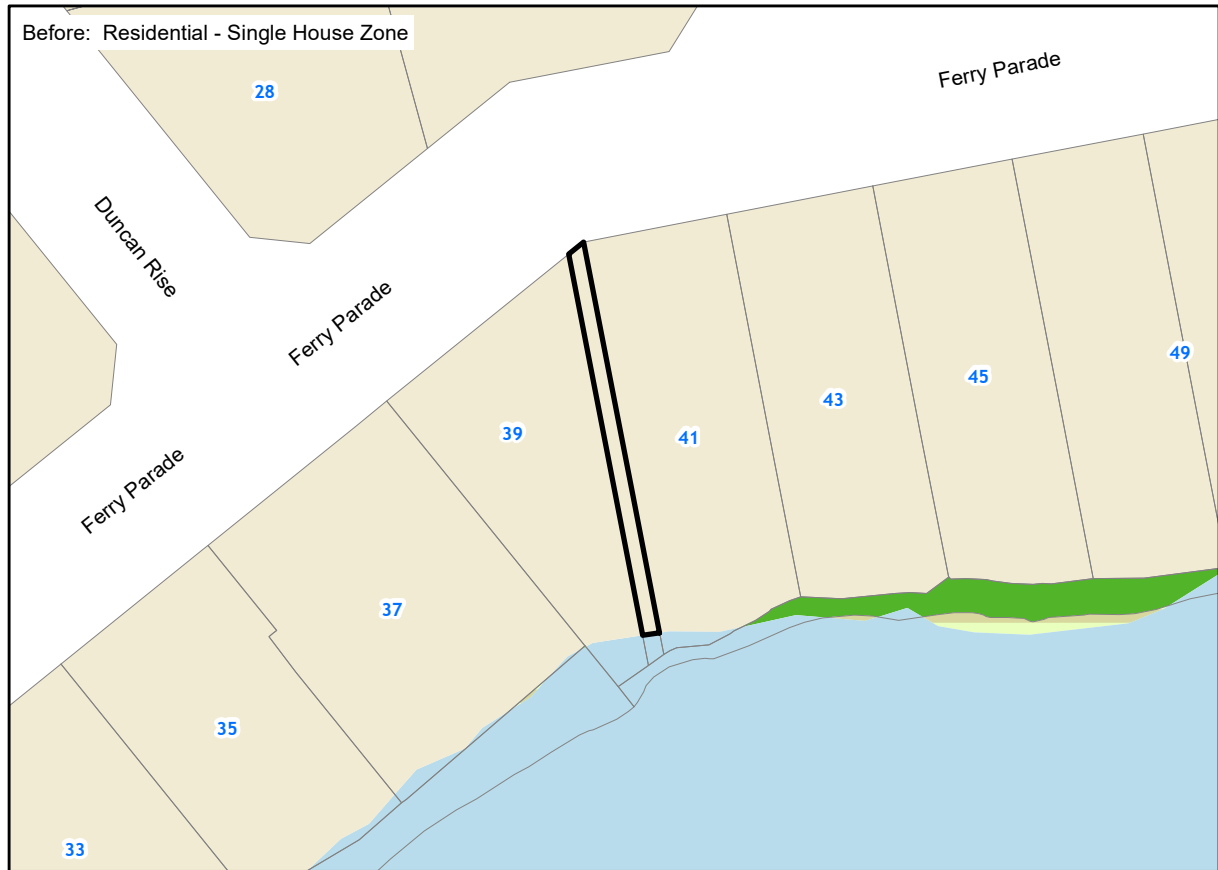 Before: Residential - Single House Zone
28
Ferry Parade
Duncan Rise
Ferry Parade
49
45
43
39
41
Ferry Parade
37
35
33